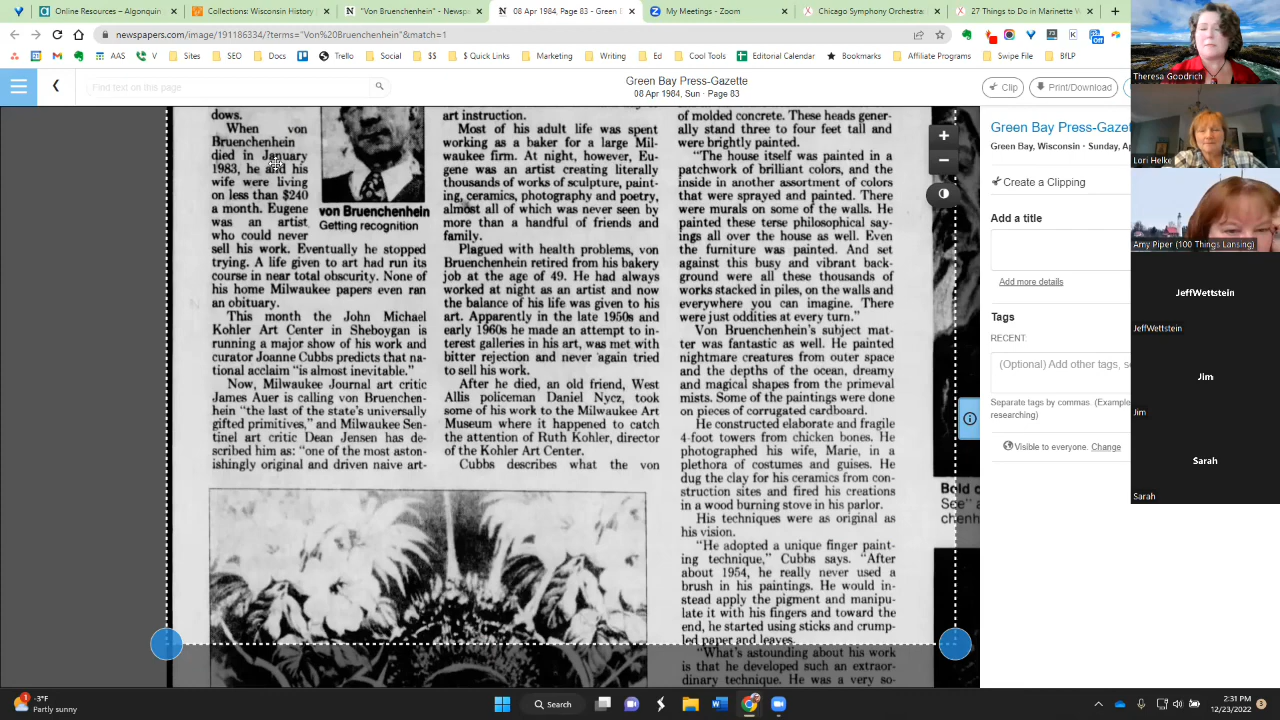 Organize
Reflections - Wisconsin
My Home - Zoom
08 Apr 1984, Page 83 - Green
My Meetings - Zoom
Chicago Symphony Orchestra
27 Things
newspapers.com/image/191186334/?terms="Von%20Bruenchenhein"&match=1
Apps
AAS
V
Sites
SEO
Docs
Trello
Social
$$
SS
Marketing
Writing
Ed
Cool Tools
Editorial Calendar
Bookmarks
Affiliates
Swipe File
BfLP
Find text on this page
Green Bay Press-Gazette
08 Apr 1984, Sun · Page 83
Clip
Print/Download
dows.
When von
Bruenchenhein
died in January
1983, he and his
wife were living
on less than $240
a month. Eugene
was an artist
who could never
sell his work. Eventually he stopped
trying. A life given to art had run its
course in near total obscurity. None of
his home Milwaukee papers even ran
an obituary.
This month the John Michael
Kohler Art Center in Sheboygan is
running a major show of his work and
curator Joanne Cubbs predicts that na-
tional acclaim "is almost inevitable."
Now, Milwaukee Journal art critic
James Auer is calling von Bruenchen-
hein "the last of the state's universally
gifted primitives," and Milwaukee Sen-
tinel art critic Dean Jensen has de-
scribed him as: "one of the most aston-
ishingly original and driven naive art-
von Bruenchenhein
Getting recognition
art instruction.
Most of his adult life was spent
working as a baker for a large Mil-
waukee firm. At night, however, Eu-
gene was an artist creating literally
thousands of works of sculpture, paint-
ing, ceramics, photography and poetry,
almost all of which was never seen by
more than a handful of friends and
family.
Plagued with health problems, von
Bruenchenhein retired from his bakery
job at the age of 49. He had always
worked at night as an artist and now
the balance of his life was given to his
art. Apparently in the late 1950s and
early 1960s he made an attempt to in-
terest galleries in his art, was met with
bitter rejection and never again tried
to sell his work.
After he died, an old friend, West
Allis policeman Daniel Nycz, took
some of his work to the Milwaukee Art
Museum where it happened to catch
the attention of Ruth Kohler, director
of the Kohler Art Center.
Cubbs describes what the von
of molded concrete. These heads gener-
ally stand three to four feet tall and
were brightly painted.
"The house itself was painted in a
patchwork of brilliant colors, and the
inside in another assortment of colors
that were sprayed and painted. There
were murals on some of the walls. He
painted these terse philosophical say-
ings all over the house as well. Even
the furniture was painted. And set
against this busy and vibrant back-
ground were all these thousands of
works stacked in piles, on the walls and
everywhere you can imagine. There
were just oddities at every turn."
Von Bruenchenhein's subject mat-
ter was fantastic as well. He painted
nightmare creatures from outer space
and the depths of the ocean, dreamy
and magical shapes from the primeval
mists. Some of the paintings were done
on pieces of corrugated cardboard.
He constructed elaborate and fragile
4-foot towers from chicken bones. He
photographed his wife, Marie, in a
plethora of costumes and guises. He
dug the clay for his ceramics from con-
struction sites and fired his creations
in a wood burning stove in his parlor.
His techniques were as original as
his vision.
"He adopted a unique finger paint-
ing technique," Cubbs says. "After
about 1954, he really never used a
brush in his paintings. He would in-
stead apply the pigment and manipu-
late it with his fingers and toward the
end, he started using sticks and crump-
led paper and leaves.
"What's astounding about his work
is that he developed such an extraor-
dinary technique. He was a very so-
Bold
See"
chenh
Green Bay Press-Gazet
Green Bay, Wisconsin · Sunday, Ap
Create a Clipping
Add a title
Add more details
Tags
RECENT:
(Optional) Add other tags, s
Separate tags by commas. (Example
researching)
Visible to everyone. Change
Theresa Goodrich
Lori Helke
Amy Piper (100 Things Lansing)
JeffWettstein
JeffWettstein
Jim
Jim
Sarah
Sarah
-3°F
Partly sunny
Search
2:31 PM
12/23/2022